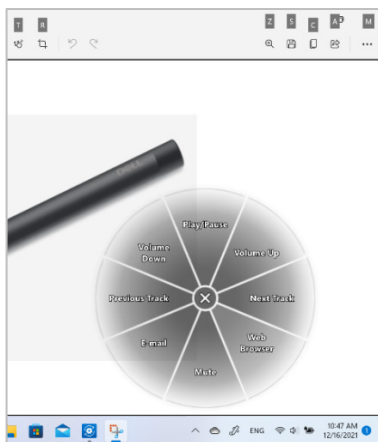 T R Z S C A M
DELL
Play/Pause
Volume
Down
Volume Up
Previous Track
Next Track
E-mail
Web
Browser
Mute
ENG
10:47 AM
12/16/2021